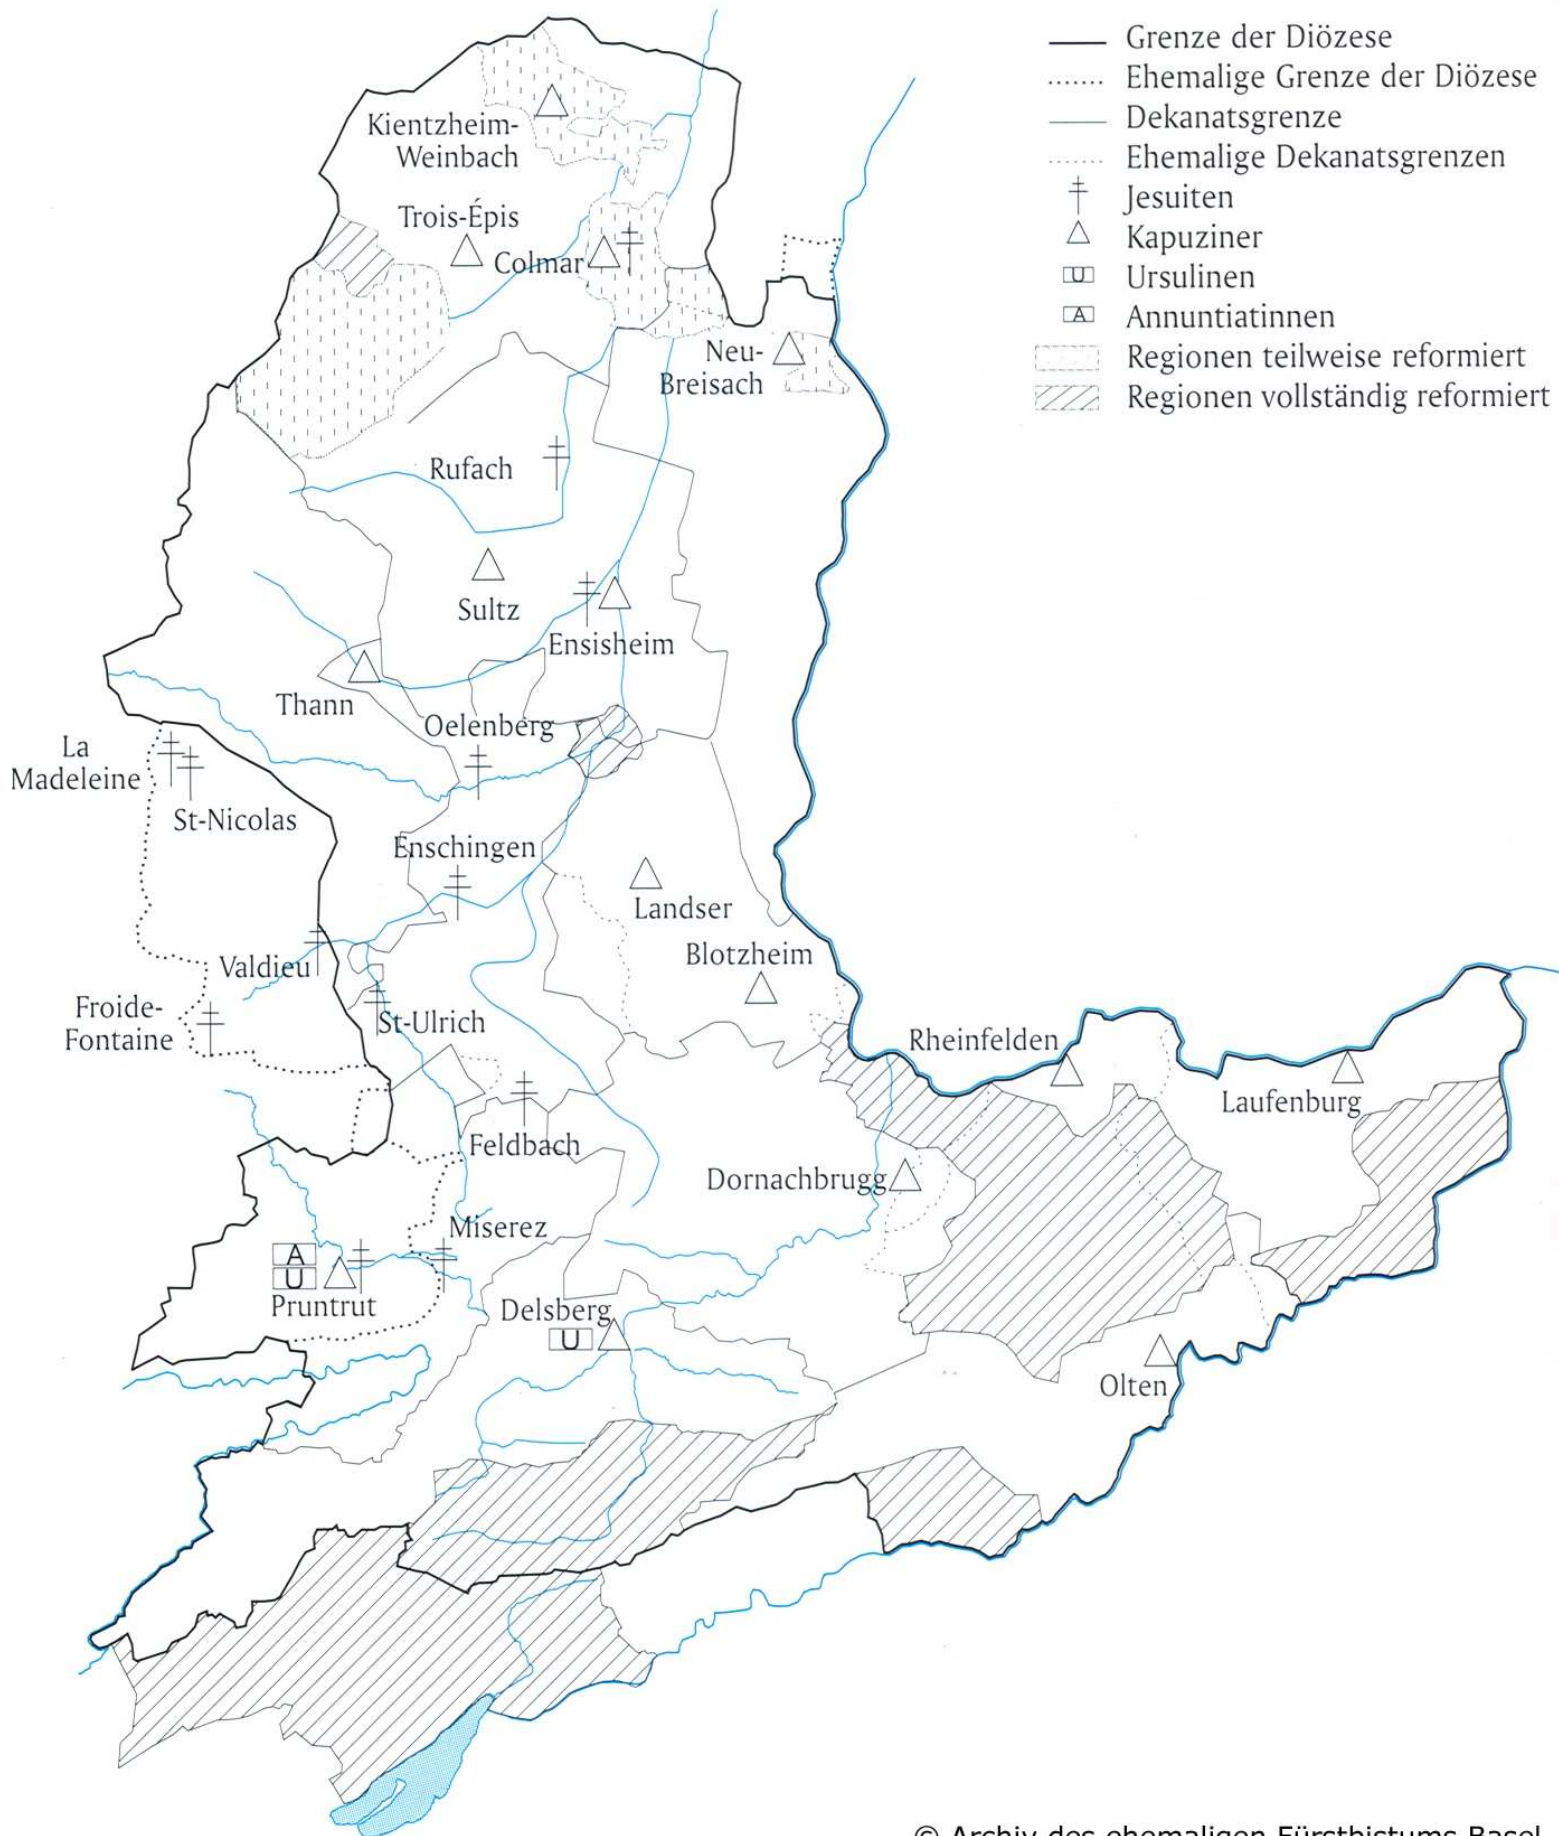 Grenze der Diözese
Ehemalige Grenze der Diözese
Dekanatsgrenze
Ehemalige Dekanatsgrenzen
Jesuiten
Kapuziner
U Ursulinen
A Annuntiatinnen
Regionen teilweise reformiert
Regionen vollständig reformiert
Kientzheim-
Weinbach
Trois-Épis
Colmar
Neu-
Breisach
Rufach
Sultz
Ensisheim
Thann
Oelenberg
La
Madeleine
St-Nicolas
Enschingen
Landser
Blotzheim
Valdieu
Froide-
Fontaine
St-Ulrich
Rheinfelden
Laufenburg
Feldbach
Dornachbrugg
Miserez
A
U
Pruntrut
Delsberg
U
Olten
© Archiv des ehemaligen Fürstbistums Basel